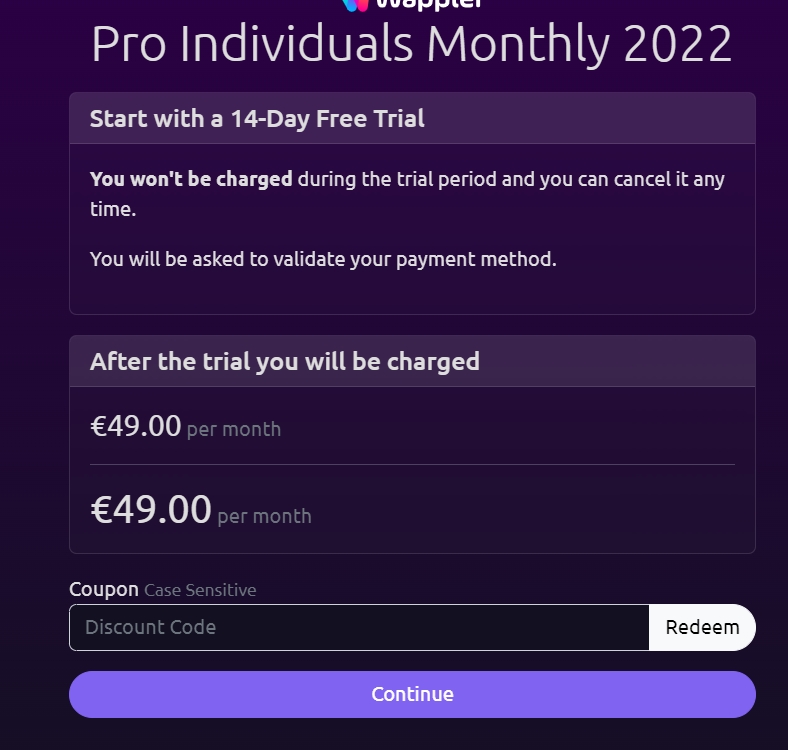 Wappler
Pro Individuals Monthly 2022
Start with a 14-Day Free Trial
You won't be charged during the trial period and you can cancel it any
time.
You will be asked to validate your payment method.
After the trial you will be charged
€49.00 per month
€49.00 per month
Coupon Case Sensitive
Discount Code
Redeem
Continue